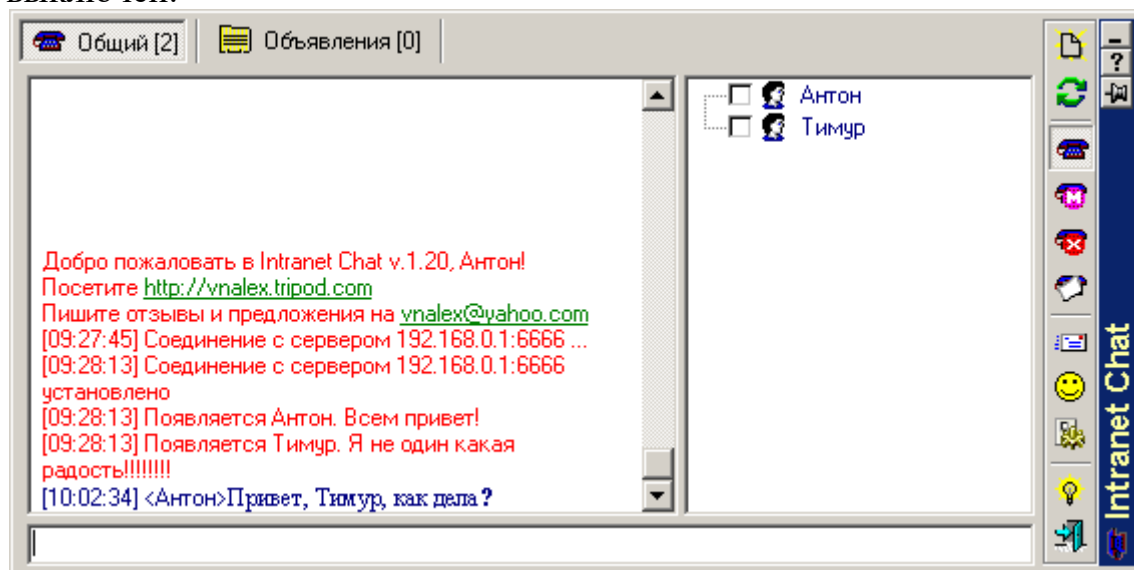 Общий [2]
Объявления [0]
Добро пожаловать в Intranet Chat v.1.20, Антон!
Посетите http://vnalex.tripod.com
Пишите отзывы и предложения на vnalex@yahoo.com
[09:27:45] Соединение с сервером 192.168.0.1:6666 ...
[09:28:13] Соединение с сервером 192.168.0.1:6666
установлено
[09:28:13] Появляется Антон. Всем привет!
[09:28:13] Появляется Тимур. Я не один какая
радость!!!!!!!!
[10:02:34] <Антон>Привет, Тимур, как дела?
Антон
Тимур
Intranet Chat